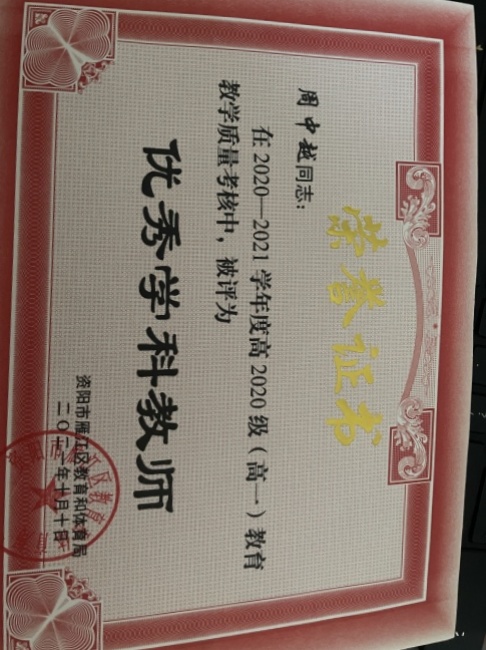 荣誉证书
周中越同志：
在2020—2021学年度高2020级（高一）教育
教学质量考核中，被评为
优秀学科教师
资阳市雁江区教育和体育局
二〇二一年十月十日